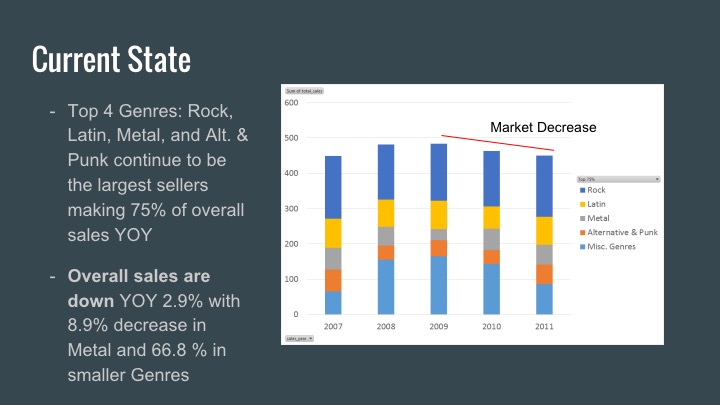 Current State
- Top 4 Genres: Rock,
Latin, Metal, and Alt. &
Punk continue to be
the largest sellers
making 75% of overall
sales YOY
- Overall sales are
down YOY 2.9% with
8.9% decrease in
Metal and 66.8 % in
smaller Genres
Sum of total_sales
Market Decrease
600
500
400
300
200
100
0
2007 2008 2009 2010 2011
sales_year
Top 75%
Rock
Latin
Metal
Alternative & Punk
Misc. Genres